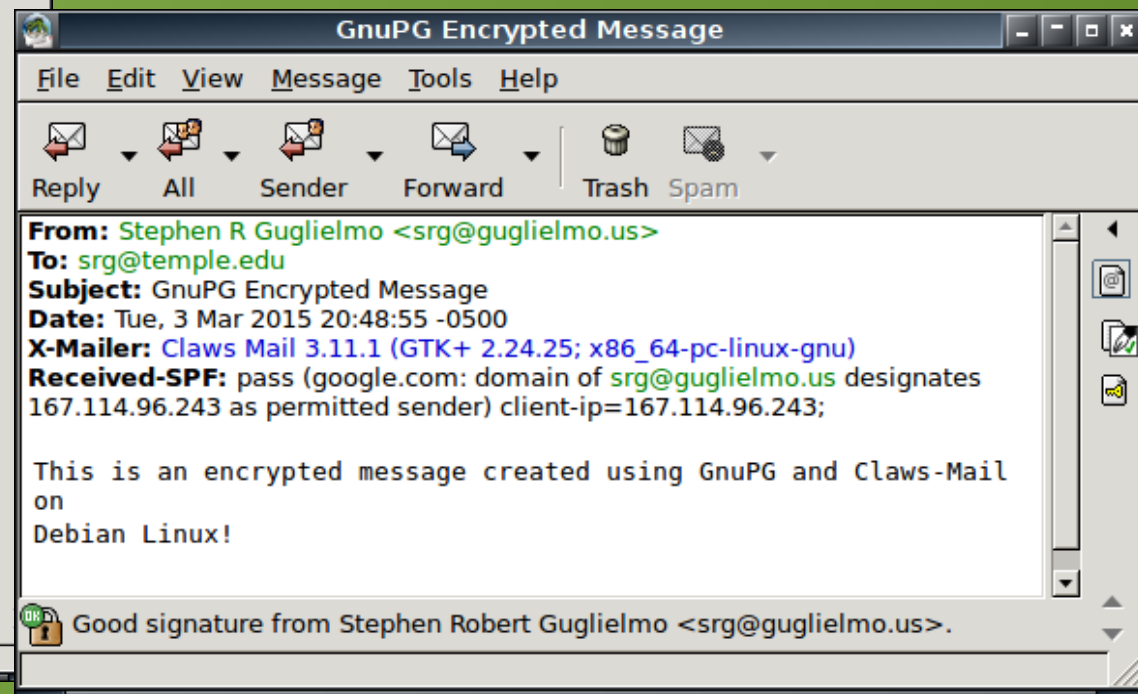 GnuPG Encrypted Message
File Edit View Message Tools Help
Reply All Sender Forward Trash Spam
From: Stephen R Guglielmo <srg@guglielmo.us>
To: srg@temple.edu
Subject: GnuPG Encrypted Message
Date: Tue, 3 Mar 2015 20:48:55 -0500
X-Mailer: Claws Mail 3.11.1 (GTK+ 2.24.25; x86_64-pc-linux-gnu)
Received-SPF: pass (google.com: domain of srg@guglielmo.us designates
167.114.96.243 as permitted sender) client-ip=167.114.96.243;
This is an encrypted message created using GnuPG and Claws-Mail
on
Debian Linux!
OK Good signature from Stephen Robert Guglielmo <srg@guglielmo.us>.